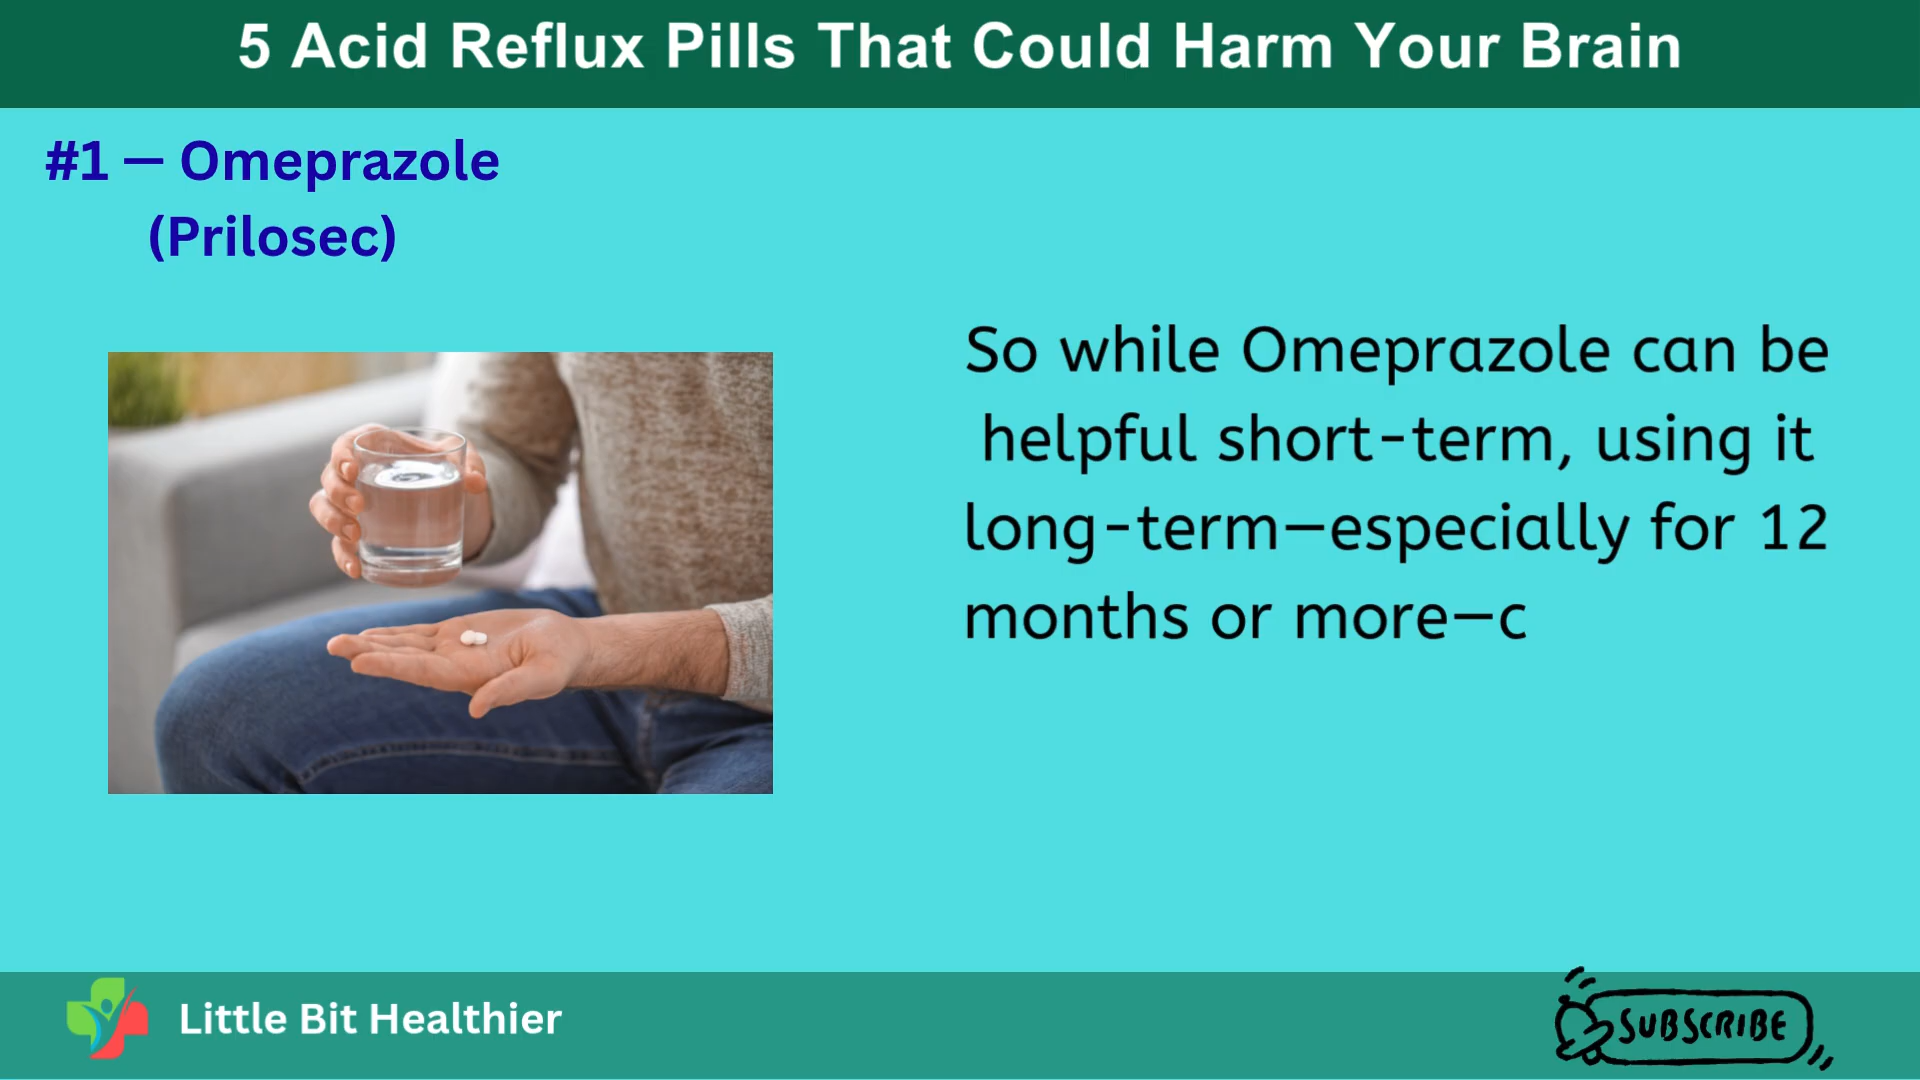 5 Acid Reflux Pills That Could Harm Your Brain
#1 — Omeprazole
(Prilosec)
So while Omeprazole can be
helpful short-term, using it
long-term—especially for 12
months or more—c
Little Bit Healthier
SUBSCRIBE